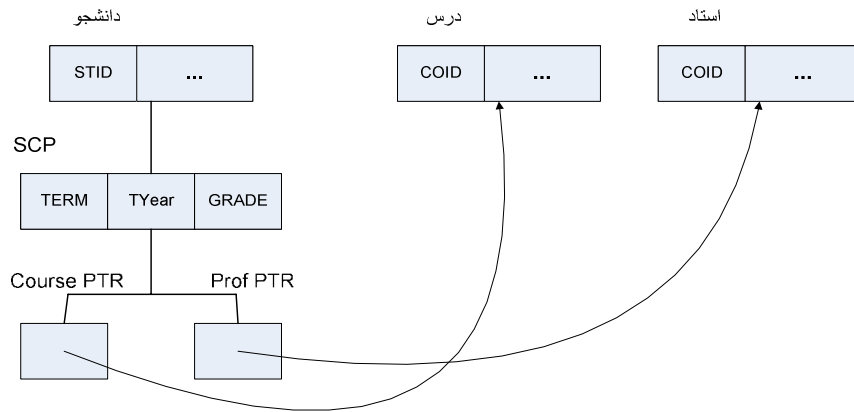 دانشجو
درس
استاد
STID ...
COID ...
COID ...
SCP
TERM TYear GRADE
Course PTR
Prof PTR